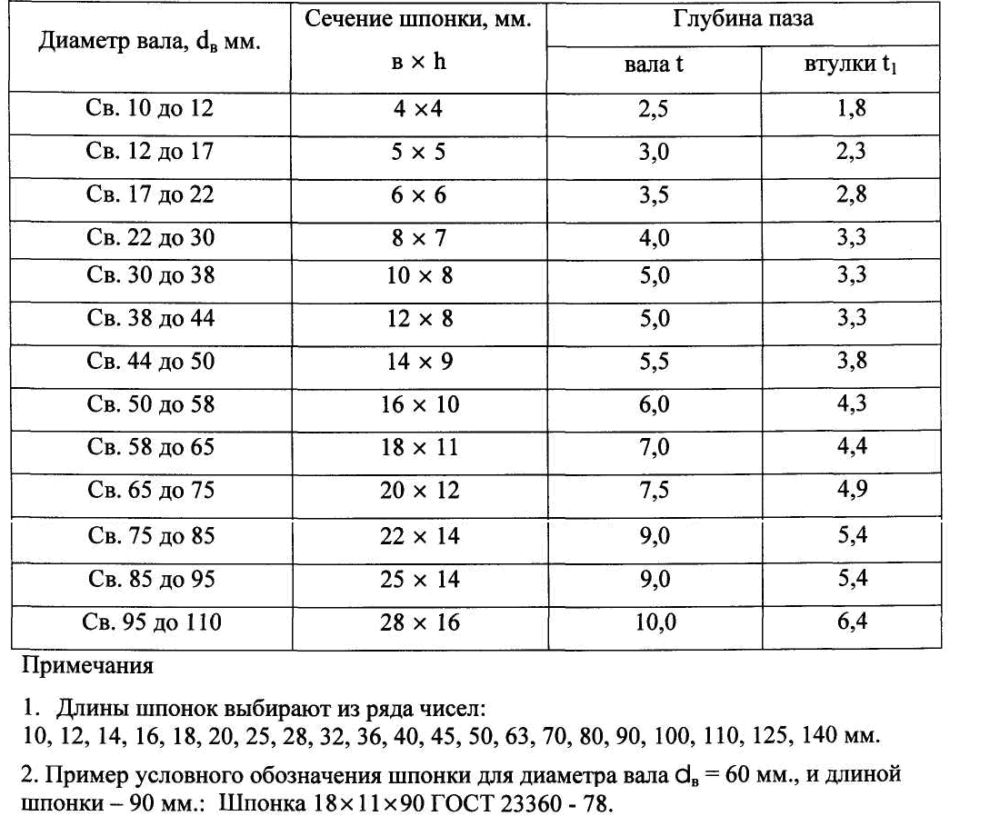 Диаметр вала, dв мм.
Сечение шпонки, мм.
в × h
Глубина паза
вала t
втулки t1
Св. 10 до 12 4 ×4 2,5 1,8
Св. 12 до 17 5 × 5 3,0 2,3
Св. 17 до 22 6 × 6 3,5 2,8
Св. 22 до 30 8 × 7 4,0 3,3
Св. 30 до 38 10 × 8 5,0 3,3
Св. 38 до 44 12 × 8 5,0 3,3
Св. 44 до 50 14 × 9 5,5 3,8
Св. 50 до 58 16 × 10 6,0 4,3
Св. 58 до 65 18 × 11 7,0 4,4
Св. 65 до 75 20 × 12 7,5 4,9
Св. 75 до 85 22 × 14 9,0 5,4
Св. 85 до 95 25 × 14 9,0 5,4
Св. 95 до 110 28 × 16 10,0 6,4
Примечания
1. Длины шпонок выбирают из ряда чисел:
10, 12, 14, 16, 18, 20, 25, 28, 32, 36, 40, 45, 50, 63, 70, 80, 90, 100, 110, 125, 140 мм.
2. Пример условного обозначения шпонки для диаметра вала dв = 60 мм., и длиной
шпонки – 90 мм.: Шпонка 18×11×90 ГОСТ 23360 - 78.